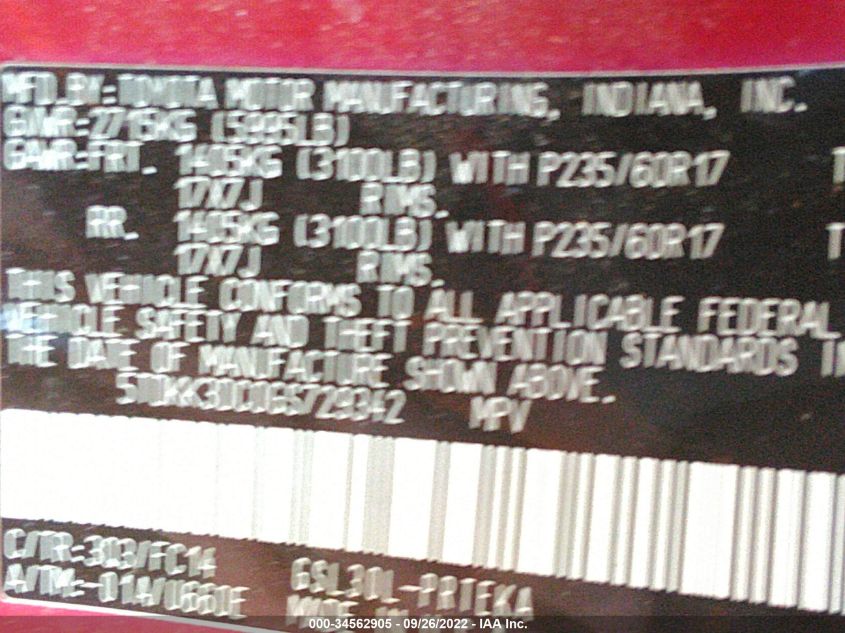 MFD.BY:TOYOTA MOTOR MANUFACTURING, INDIANA, INC.
GVWR:2715KG (5995LB)
GAWR:FRT. 1405KG (3100LB) WITH P235/60R17 T
17X7J RIMS.
RR. 1405KG (3100LB) WITH P235/60R17 T
17X7J RIMS.
THIS VEHICLE CONFORMS TO ALL APPLICABLE FEDERAL
VEHICLE SAFETY AND THEFT PREVENTION STANDARDS I
THE DATE OF MANUFACTURE SHOWN ABOVE.
5TDKK3DC0GS729342 MPV
C/TR:3Q3/FC14 GSL30L-PRTEKA
A/TM:-01A/U660E MADE IN
000-34562905 - 09/26/2022 - IAA Inc.